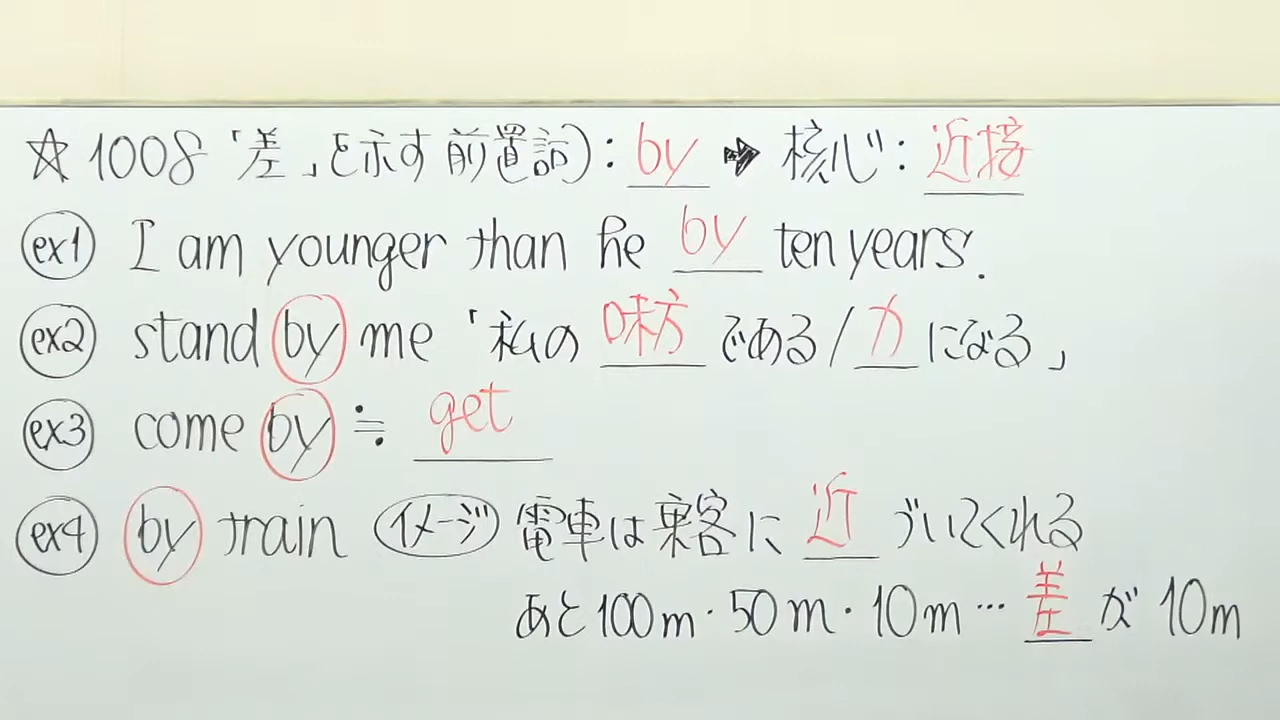 ☆1008「差」を示す前置詞）：by ➡ 核心：近接
ex1 I am younger than he by ten years.
ex2 stand by me「私の味方である/力になる」
ex3 come by ≒ get
ex4 by train イメージ 電車は乗客に近づいてくれる
あと100m・50m・10m…差が10m